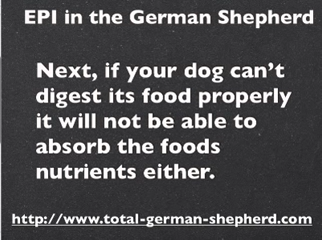 EPI in the German Shepherd
Next, if your dog can't
digest its food properly
it will not be able to
absorb the foods
nutrients either.
http://www.total-german-shepherd.com